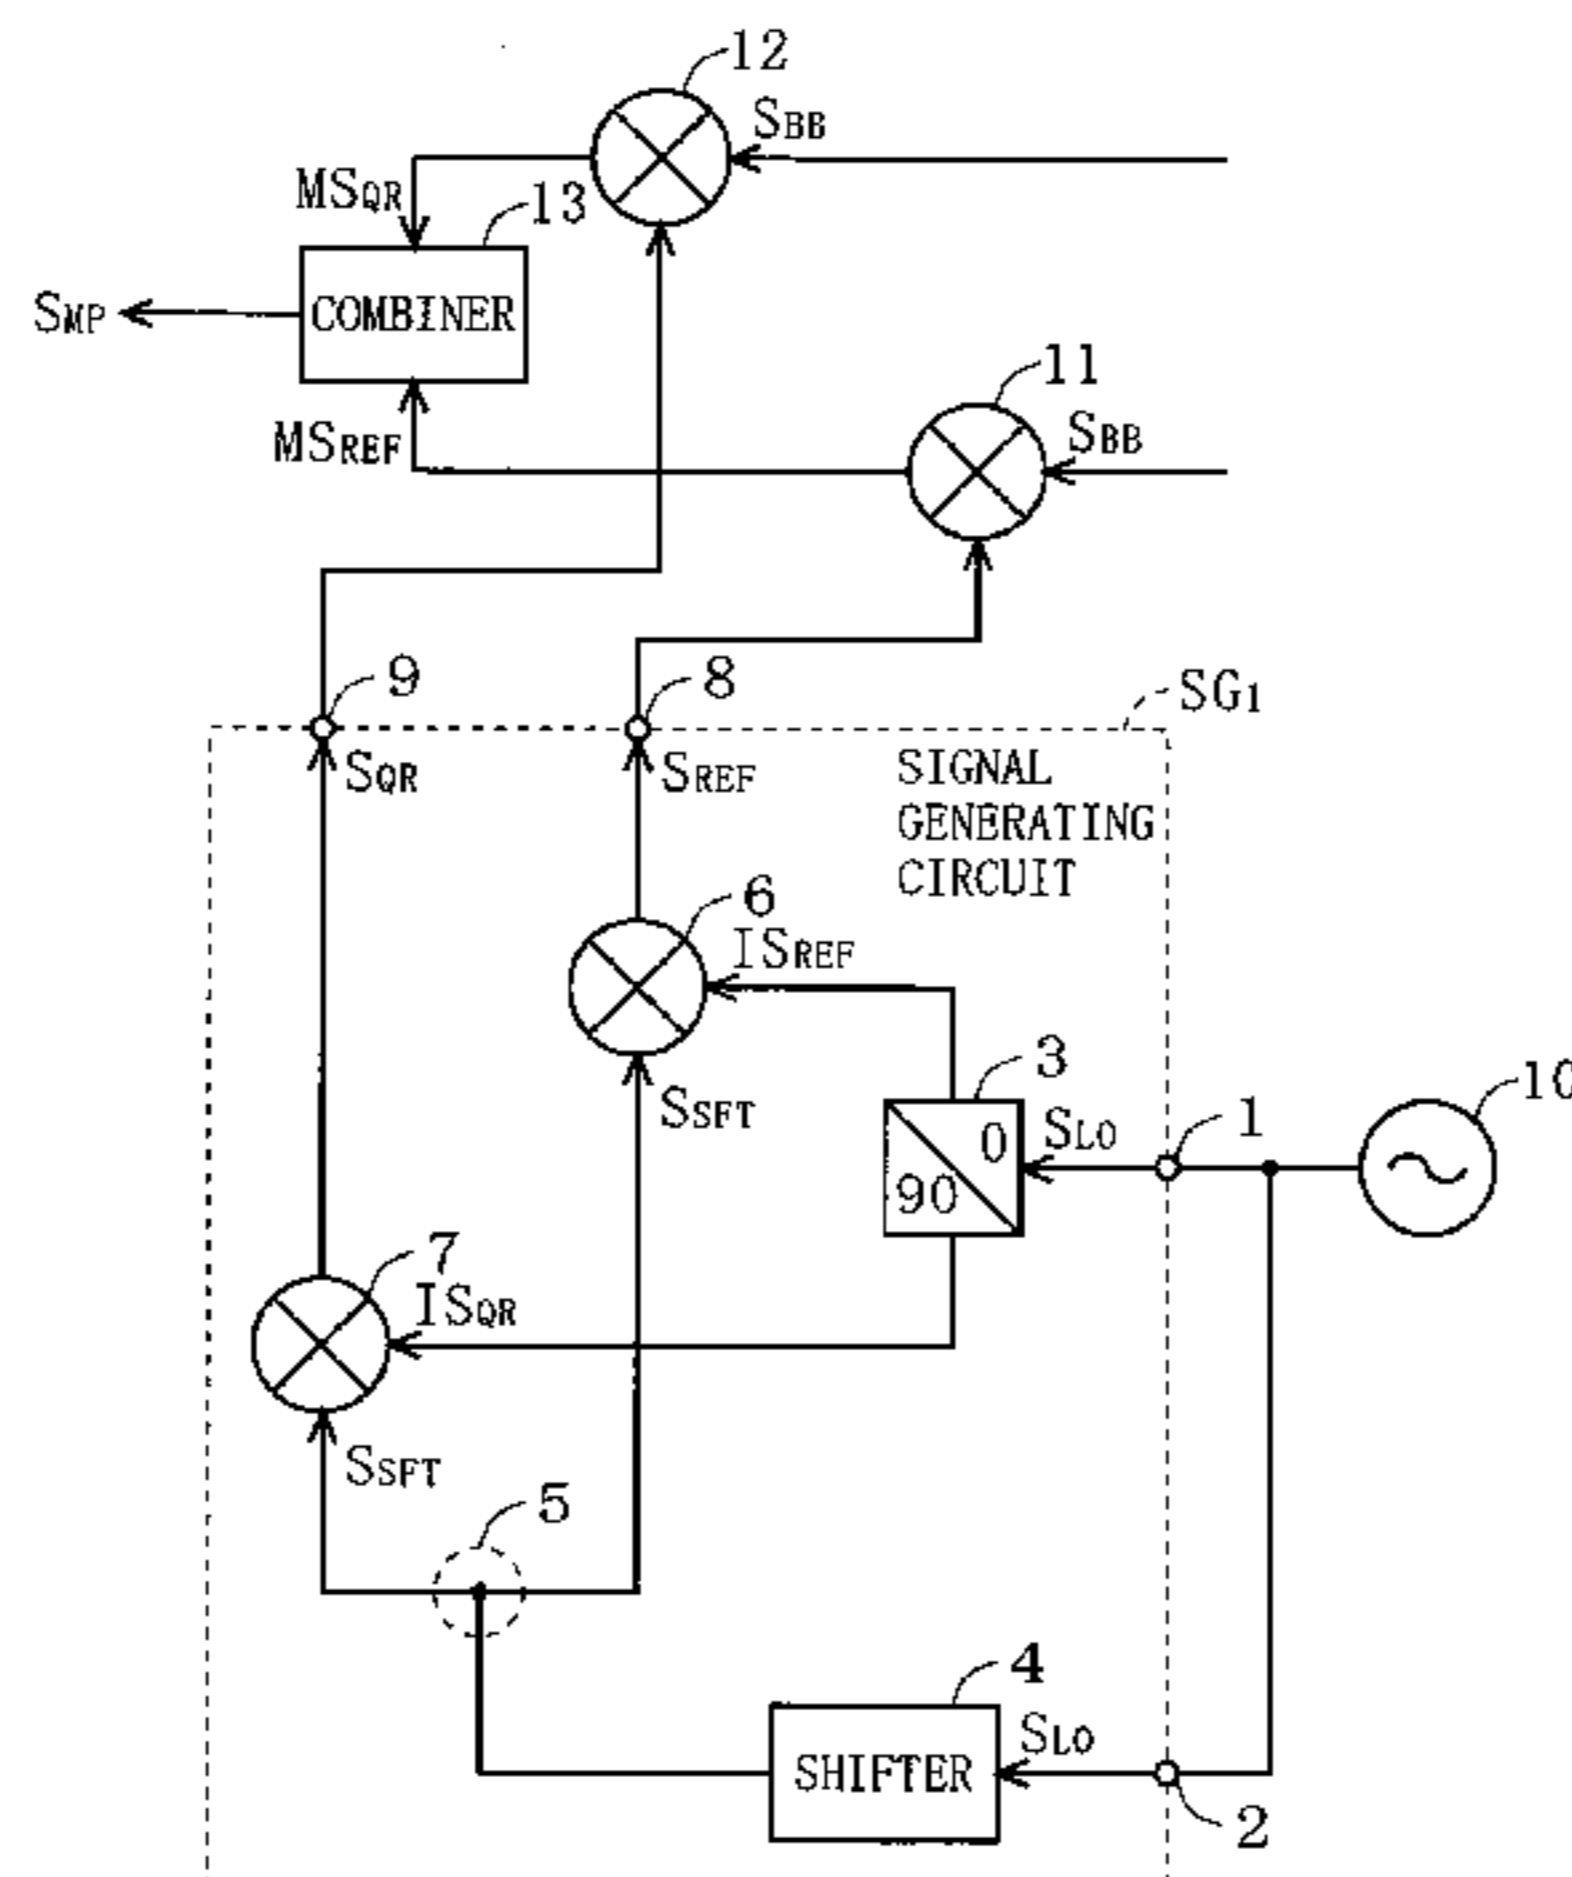 12
SBB
MSQR
13
COMBINER
SMP
11
SBB
MSREF
9
8
SG1
SQR
SREF
SIGNAL
GENERATING
CIRCUIT
6
ISREF
3
10
SSFT
0
SLO
1
90
7
ISQR
SSFT
5
4
SLO
SHIFTER
2